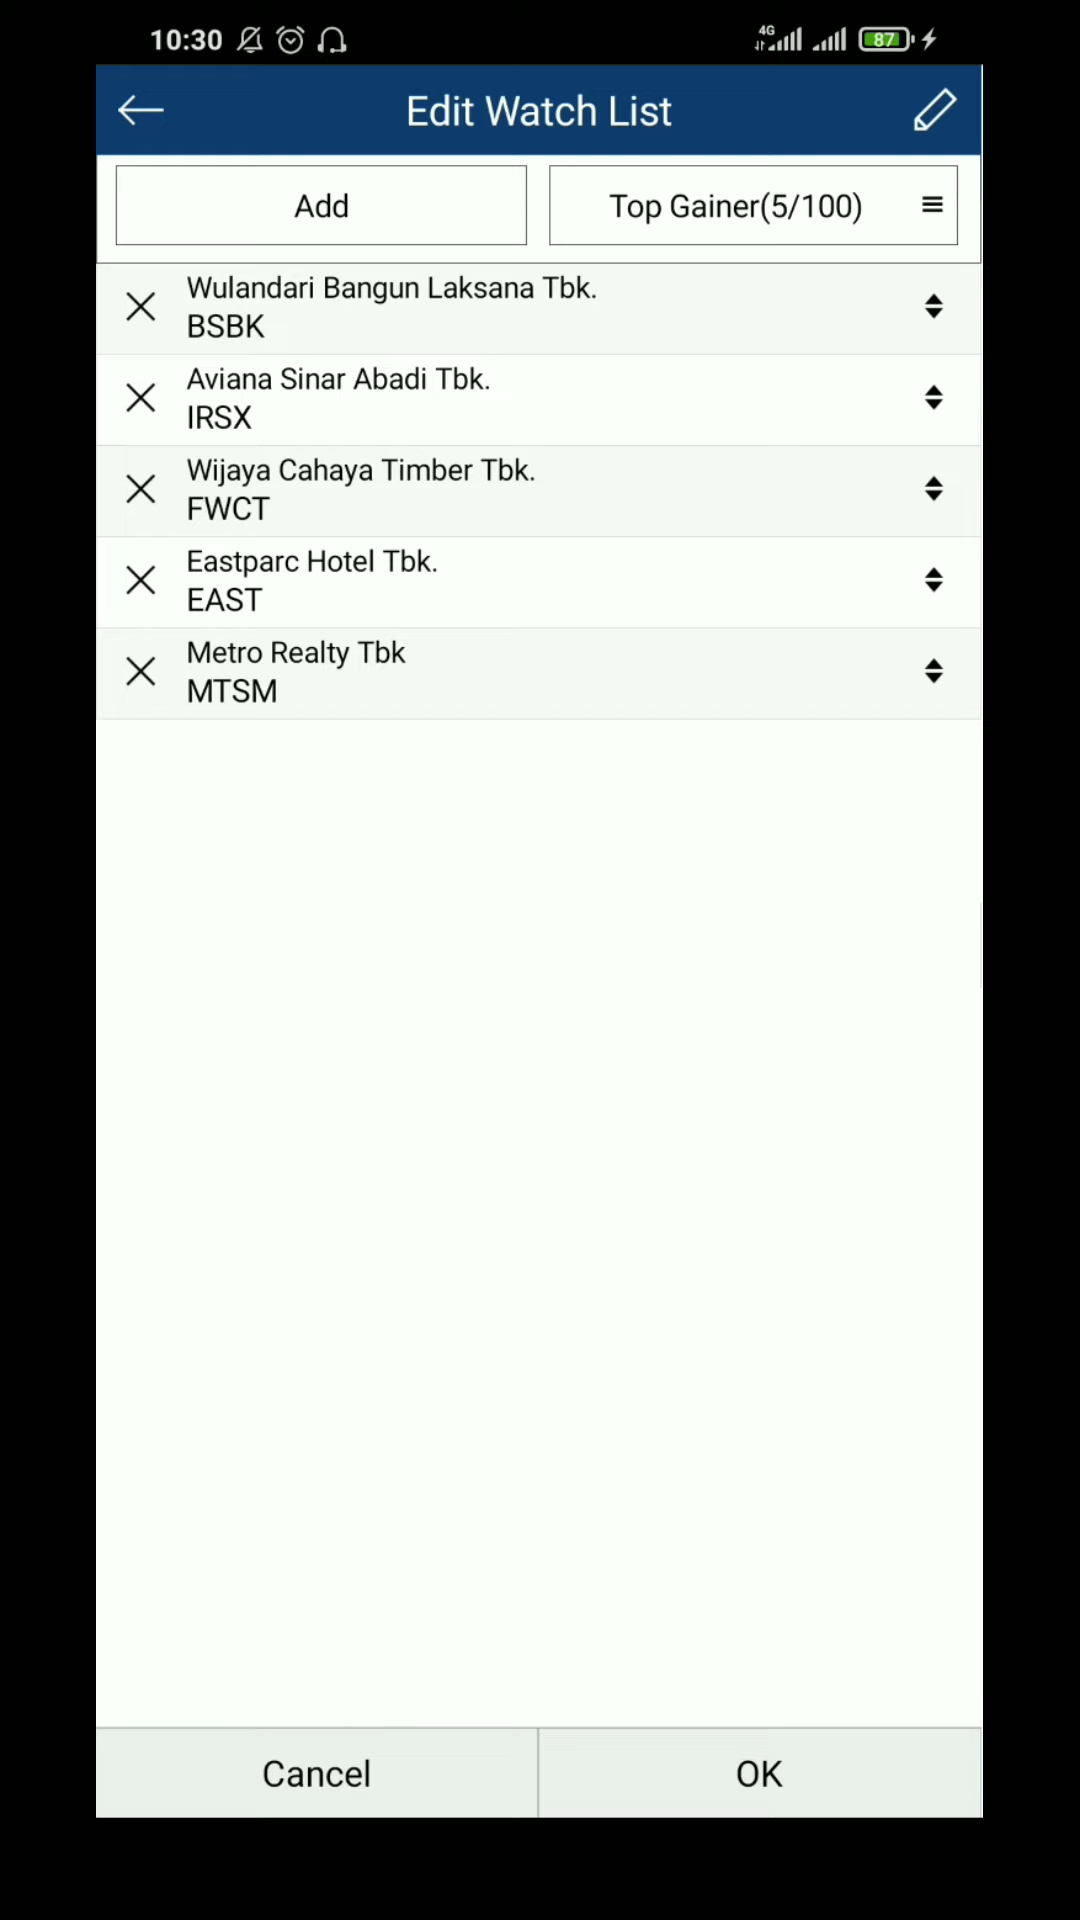 10:30
4G
87
Edit Watch List
Add
Top Gainer(5/100)
Wulandari Bangun Laksana Tbk.
BSBK
Aviana Sinar Abadi Tbk.
IRSX
Wijaya Cahaya Timber Tbk.
FWCT
Eastparc Hotel Tbk.
EAST
Metro Realty Tbk
MTSM
Cancel
OK